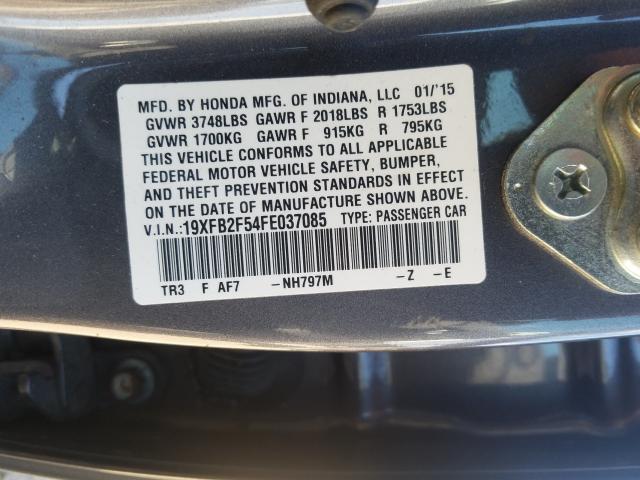 MFD. BY HONDA MFG. OF INDIANA, LLC 01/'15
GVWR 3748LBS GAWR F 2018LBS R 1753LBS
GVWR 1700KG GAWR F 915KG R 795KG
THIS VEHICLE CONFORMS TO ALL APPLICABLE
FEDERAL MOTOR VEHICLE SAFETY, BUMPER,
AND THEFT PREVENTION STANDARDS IN EFFECT
ON THE DATE OF MANUFACTURE SHOWN ABOVE.
V.I.N.:19XFB2F54FE037085 TYPE: PASSENGER CAR
TR3 F AF7 -NH797M -Z -E